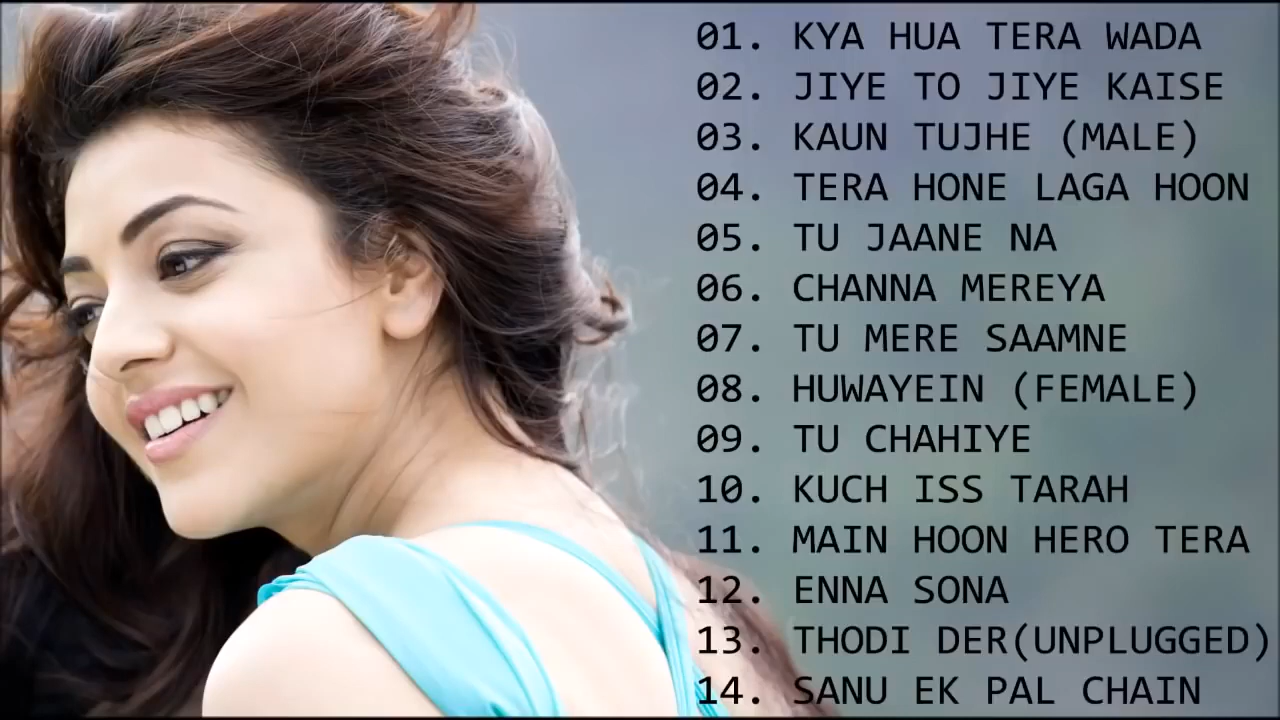 01. KYA HUA TERA WADA
02. JIYE TO JIYE KAISE
03. KAUN TUJHE (MALE)
04. TERA HONE LAGA HOON
05. TU JAANE NA
06. CHANNA MEREYA
07. TU MERE SAAMNE
08. HUWAYEIN (FEMALE)
09. TU CHAHIYE
10. KUCH ISS TARAH
11. MAIN HOON HERO TERA
12. ENNA SONA
13. THODI DER(UNPLUGGED)
14. SANU EK PAL CHAIN